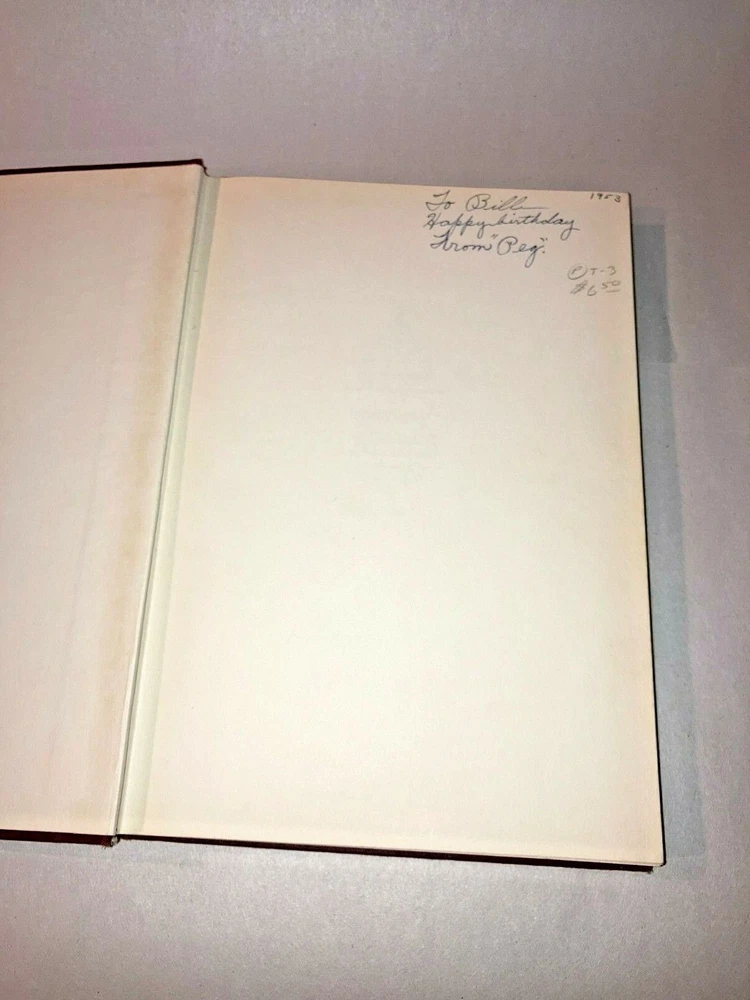 1953
To Bill
Happy birthday
From "Peg".
(P) T-3
$6.50